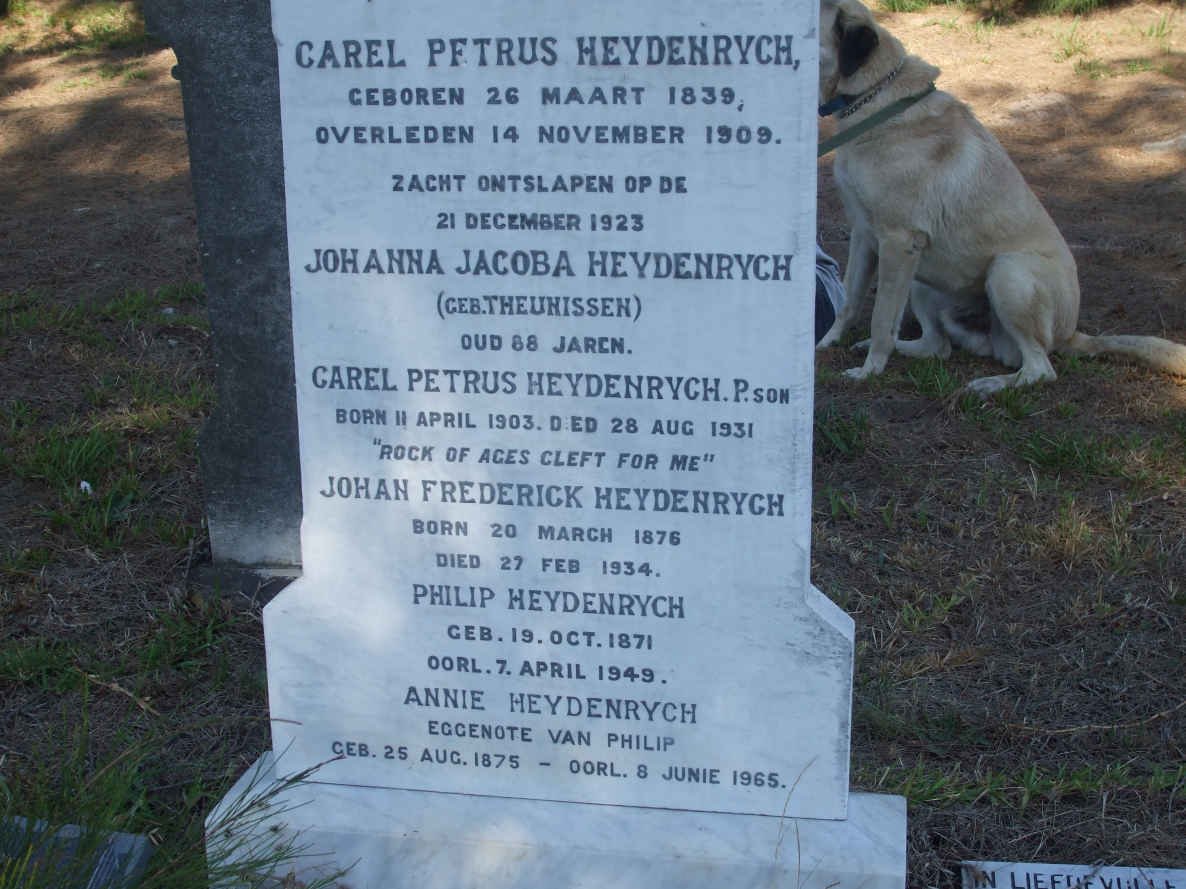 CAREL PETRUS HEYDENRYCH,
GEBOREN 26 MAART 1839,
OVERLEDEN 14 NOVEMBER 1909.
ZACHT ONTSLAPEN OP DE
21 DECEMBER 1923
JOHANNA JACOBA HEYDENRYCH
(GEB. THEUNISSEN)
OUD 88 JAREN.
CAREL PETRUS HEYDENRYCH. P.SON
BORN 11 APRIL 1903. DIED 28 AUG 1931
"ROCK OF AGES CLEFT FOR ME"
JOHAN FREDERICK HEYDENRYCH
BORN 20 MARCH 1876
DIED 27 FEB 1934.
PHILIP HEYDENRYCH
GEB. 19. OCT. 1871
OORL. 7. APRIL 1949.
ANNIE HEYDENRYCH
EGGENOTE VAN PHILIP
GEB. 25 AUG. 1875 - OORL. 8 JUNIE 1965.
IN LIEFDEVOLLE